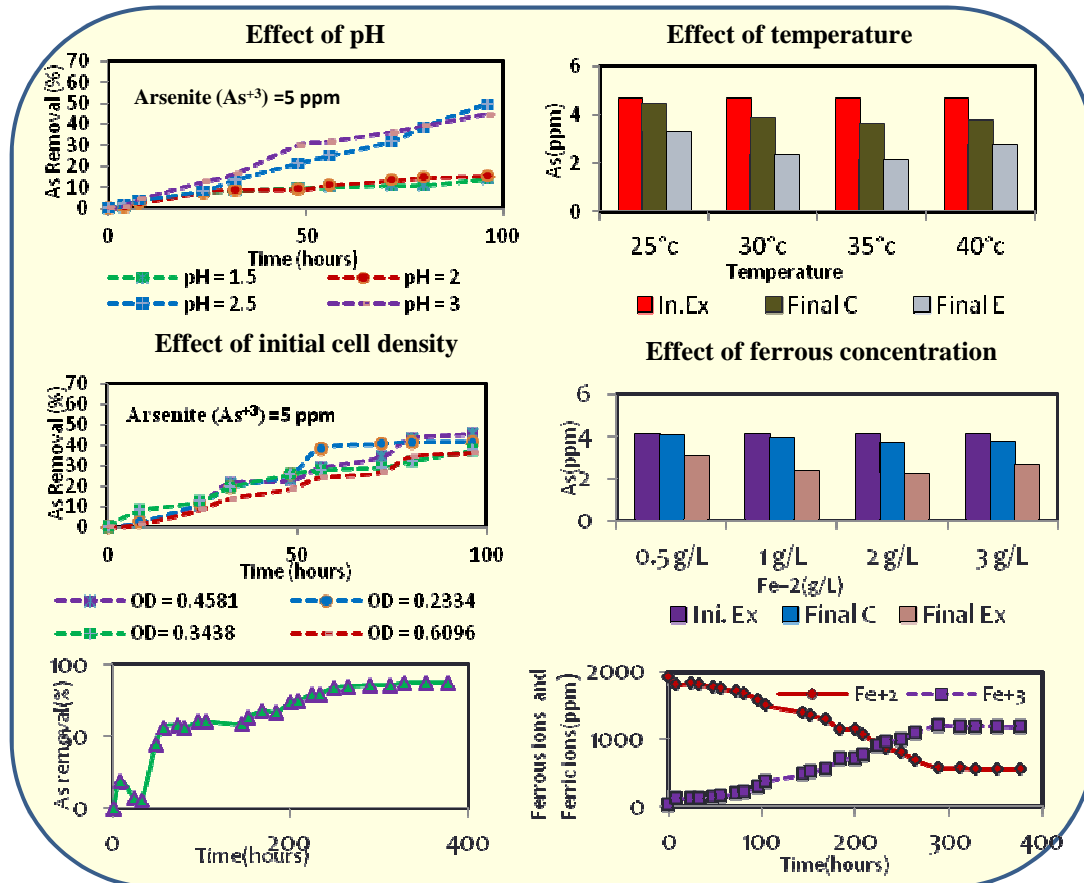 Effect of pH
70
60
50
40
30
20
10
0
As Removal (%)
Arsenite (As+3) =5 ppm
0 50 100
Time (hours)
pH = 1.5 pH = 2
pH = 2.5 pH = 3
Effect of temperature
6
4
2
0
As(ppm)
25°c 30°c 35°c 40°c
Temperature
In.Ex Final C Final E
Effect of initial cell density
70
60
50
40
30
20
10
0
As Removal (%)
Arsenite (As+3) =5 ppm
0 50 100
Time (hours)
OD = 0.4581 OD = 0.2334
OD= 0.3438 OD = 0.6096
Effect of ferrous concentration
6
4
2
0
As(ppm)
0.5 g/L 1 g/L 2 g/L 3 g/L
Fe-2(g/L)
Ini. Ex Final C Final Ex
100
50
0
As removal(%)
0 200 400
Time(hours)
2000
1000
0
Ferrous ions and
Ferric ions(ppm)
Fe+2 Fe+3
0 100 200 300 400
Time(hours)